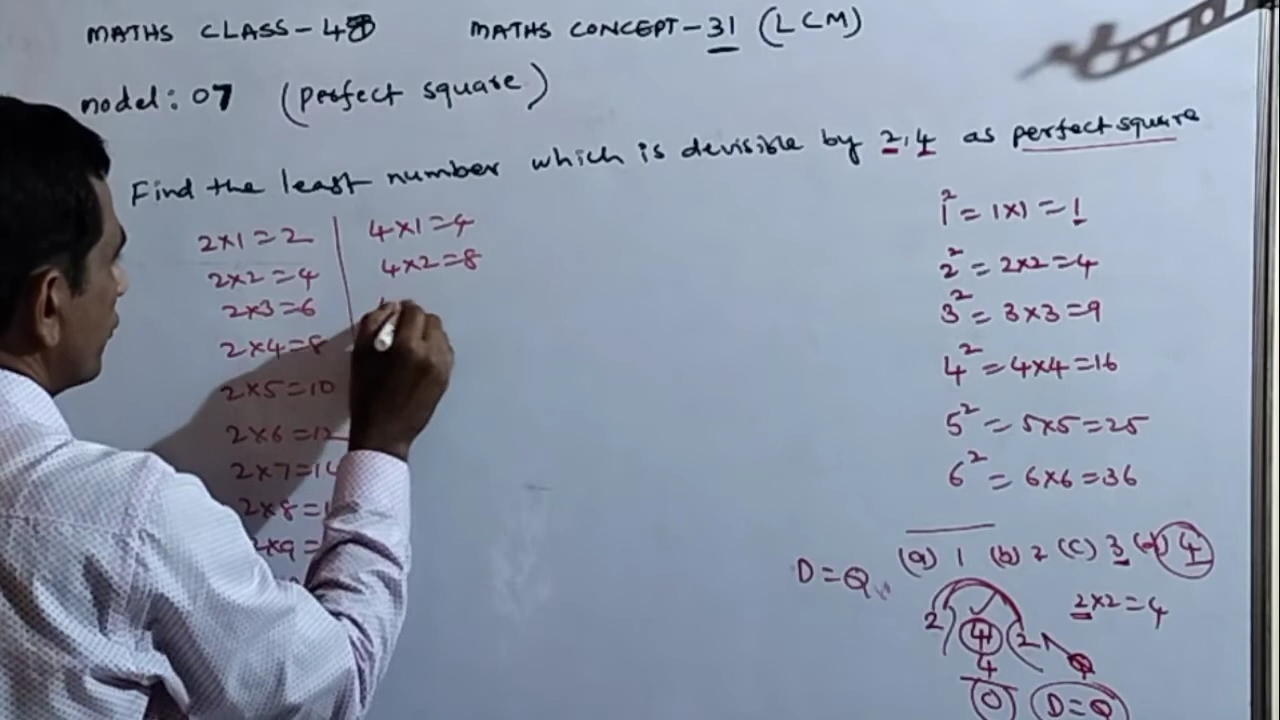 MATHS CLASS-48 MATHS CONCEPT-31 (LCM)
model: 07 (perfect square)
Find the least number which is devisible by 2,4 as perfect square
2×1=2
2×2=4
2×3=6
2×4=8
2×5=10
2×6=12
2×7=14
2×8=1
2×9=
4×1=4
4×2=8
1²=1×1=1
2²=2×2=4
3²=3×3=9
4²=4×4=16
5²=5×5=25
6²=6×6=36
(a) 1 (b) 2 (c) 3 (d) 4
D=Q
2×2=4
2) 4 (2
4
0
D=Q